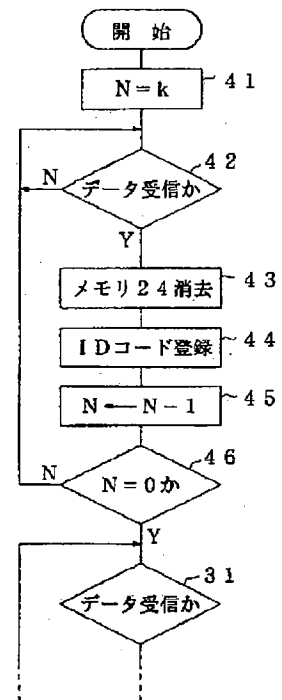 開 始
N=k
41
42
N
データ受信か
Y
メモリ24消去
43
IDコード登録
44
N←N-1
45
46
N
N=0か
Y
31
データ受信か